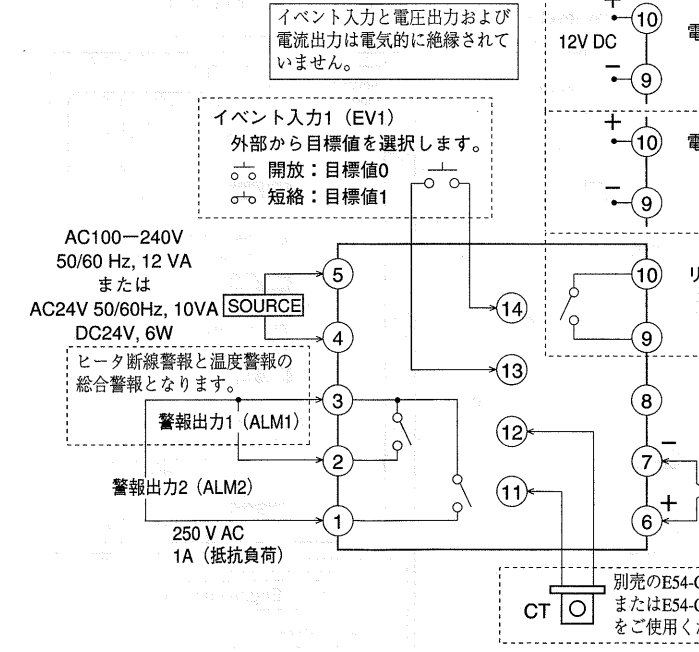 イベント入力と電圧出力および
電流出力は電気的に絶縁されて
いません。
+
10
電
12V DC
−
9
イベント入力1（EV1）
外部から目標値を選択します。
開放：目標値0
短絡：目標値1
+
10
電
−
9
AC100－240V
50/60 Hz, 12 VA
または
AC24V 50/60Hz, 10VA
DC24V, 6W
SOURCE
5
4
14
13
10
リ
9
ヒータ断線警報と温度警報の
総合警報となります。
3
警報出力1（ALM1）
2
警報出力2（ALM2）
1
250 V AC
1A（抵抗負荷）
12
11
8
−
7
+
6
CT
別売のE54-C
またはE54-C
をご使用くだ